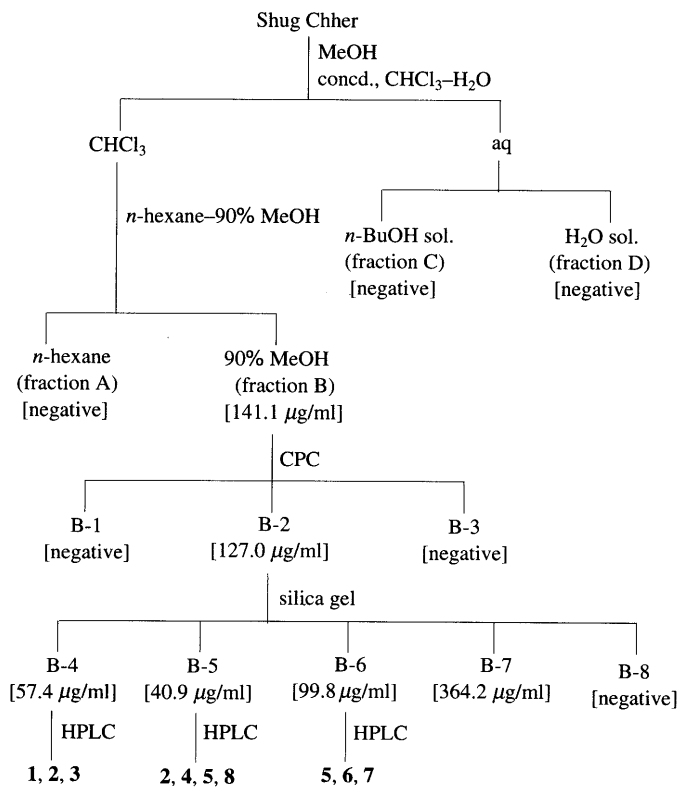 Shug Chher
MeOH
concd., CHCl₃–H₂O
CHCl₃
aq
n-hexane–90% MeOH
n-BuOH sol.
(fraction C)
[negative]
H₂O sol.
(fraction D)
[negative]
n-hexane
(fraction A)
[negative]
90% MeOH
(fraction B)
[141.1 μg/ml]
CPC
B-1
[negative]
B-2
[127.0 μg/ml]
B-3
[negative]
silica gel
B-4
[57.4 μg/ml]
B-5
[40.9 μg/ml]
B-6
[99.8 μg/ml]
B-7
[364.2 μg/ml]
B-8
[negative]
HPLC
HPLC
HPLC
1, 2, 3
2, 4, 5, 8
5, 6, 7